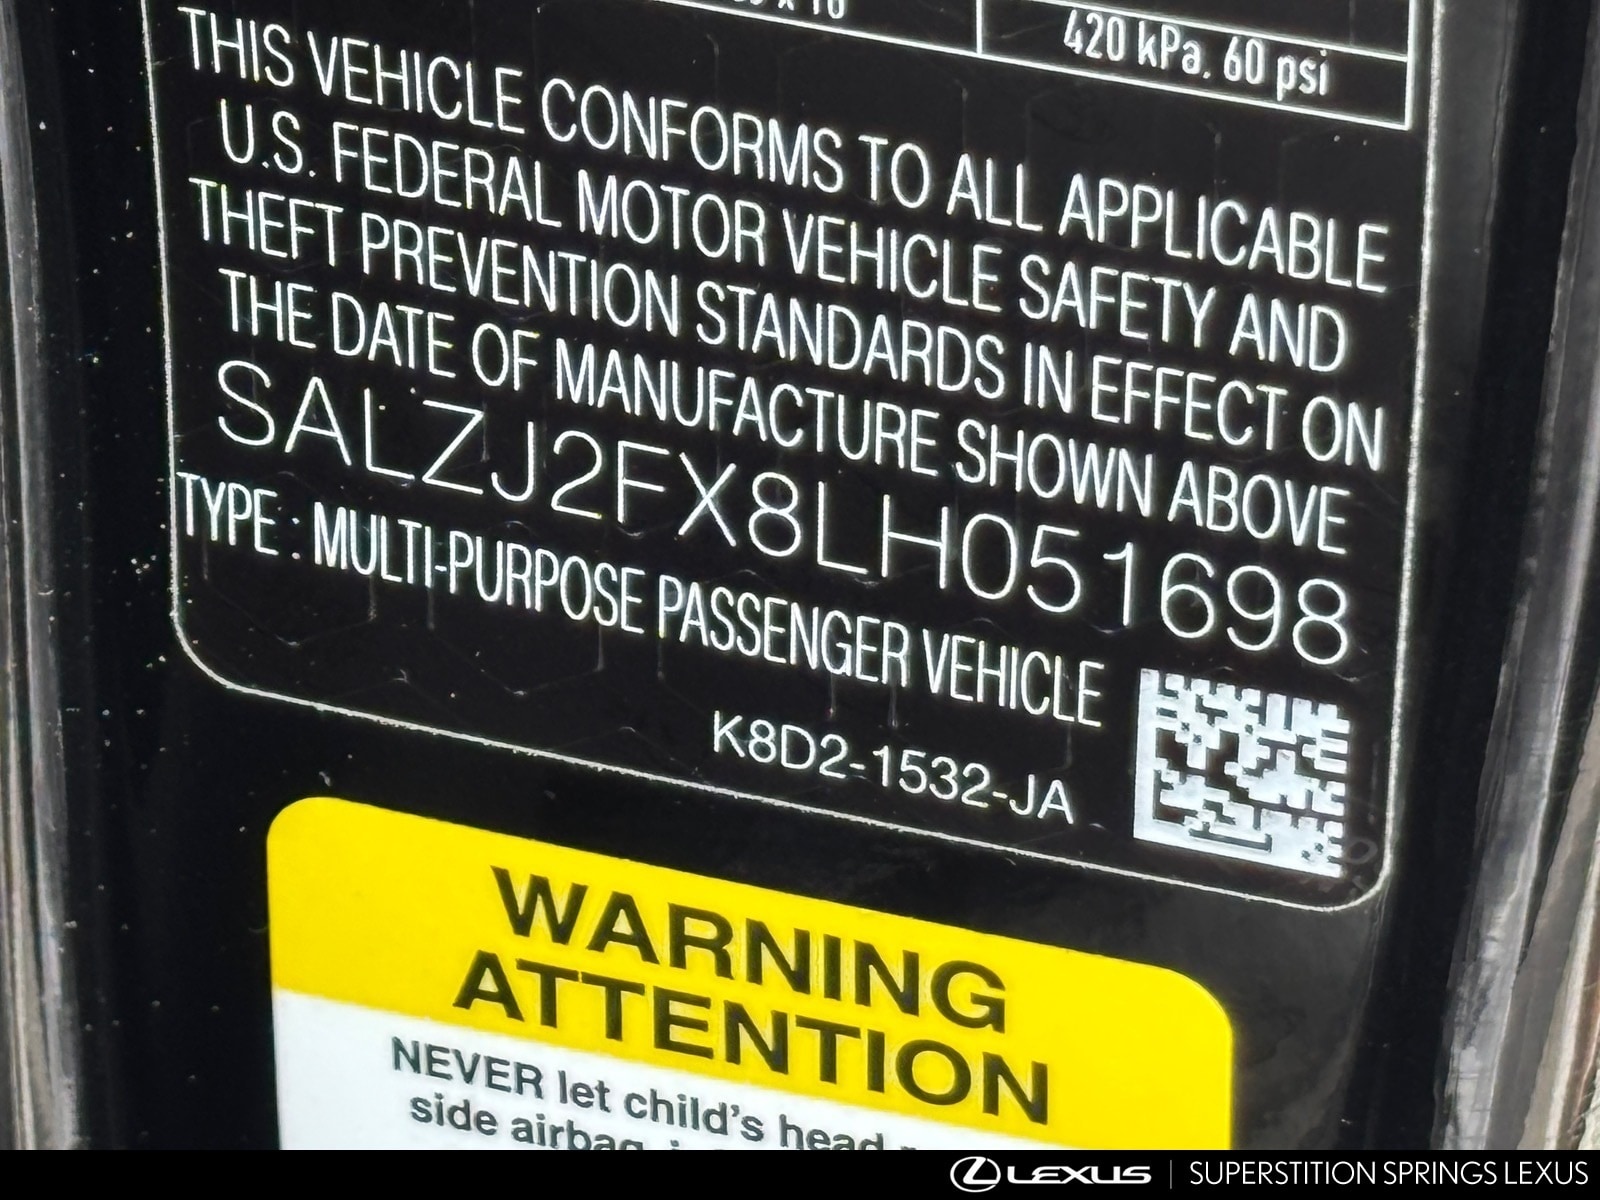 420 kPa, 60 psi
THIS VEHICLE CONFORMS TO ALL APPLICABLE
U.S. FEDERAL MOTOR VEHICLE SAFETY AND
THEFT PREVENTION STANDARDS IN EFFECT ON
THE DATE OF MANUFACTURE SHOWN ABOVE
SALZJ2FX8LH051698
TYPE : MULTI-PURPOSE PASSENGER VEHICLE
K8D2-1532-JA
WARNING
ATTENTION
NEVER let child's head
side airbag
LEXUS | SUPERSTITION SPRINGS LEXUS